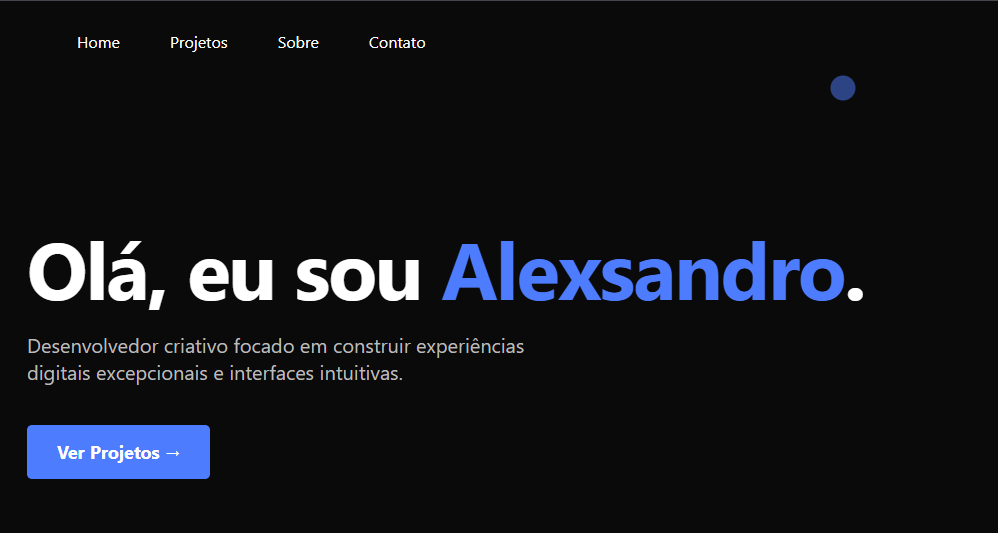 Home Projetos Sobre Contato
Olá, eu sou Alexsandro.
Desenvolvedor criativo focado em construir experiências
digitais excepcionais e interfaces intuitivas.
Ver Projetos →